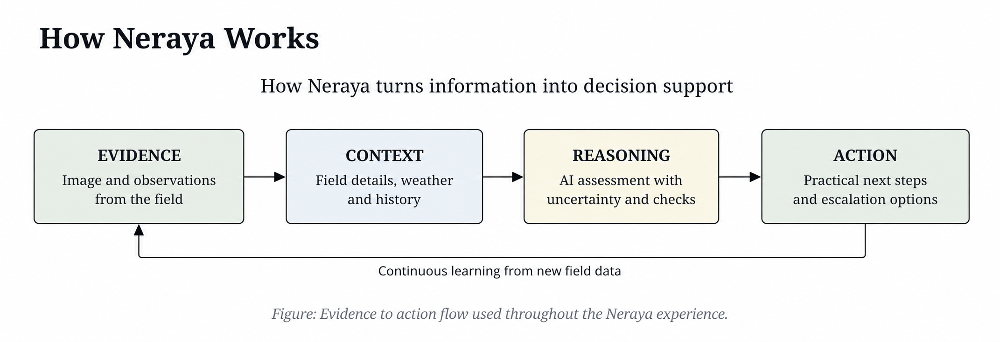 How Neraya Works
How Neraya turns information into decision support
EVIDENCE
Image and observations
from the field
CONTEXT
Field details, weather
and history
REASONING
AI assessment with
uncertainty and checks
ACTION
Practical next steps
and escalation options
Continuous learning from new field data
Figure: Evidence to action flow used throughout the Neraya experience.